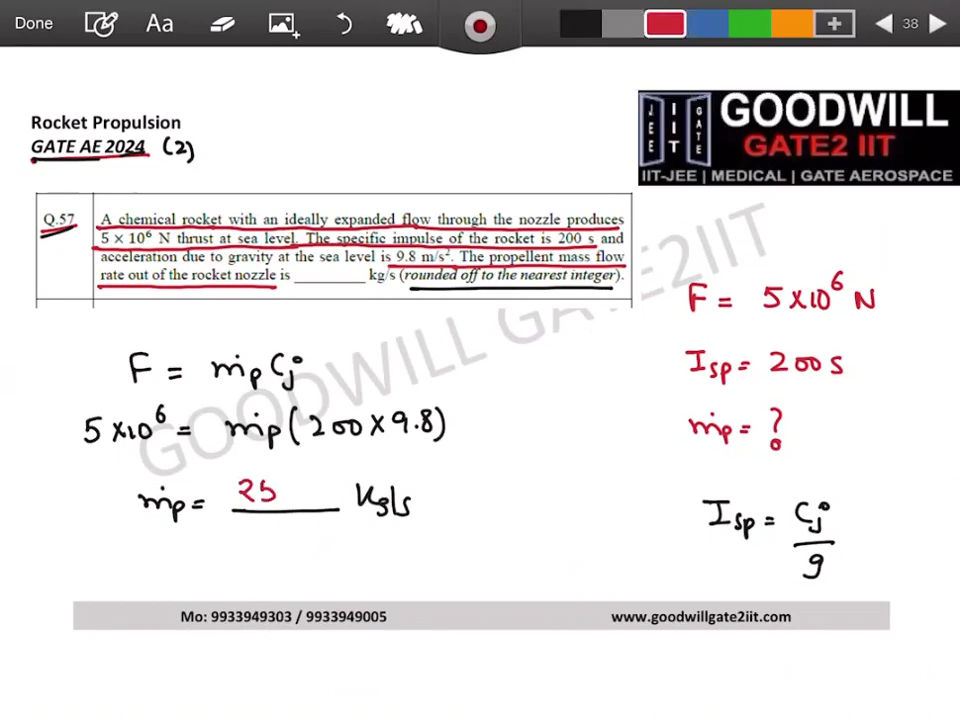 Done
Aa
38
Rocket Propulsion
GATE AE 2024 (2)
JEE
IIT
GATE
GOODWILL
GATE2 IIT
IIT-JEE | MEDICAL | GATE AEROSPACE
Q.57
A chemical rocket with an ideally expanded flow through the nozzle produces
5 × 10⁶ N thrust at sea level. The specific impulse of the rocket is 200 s and
acceleration due to gravity at the sea level is 9.8 m/s². The propellent mass flow
rate out of the rocket nozzle is ________ kg/s (rounded off to the nearest integer).
GOODWILL GATE2IIT
F = 5×10⁶ N
Isp = 200 s
ṁp = ?
Isp = Cj / g
F = ṁp Cj
5×10⁶ = ṁp (200×9.8)
ṁp = 25 Kg/s
Mo: 9933949303 / 9933949005
www.goodwillgate2iit.com